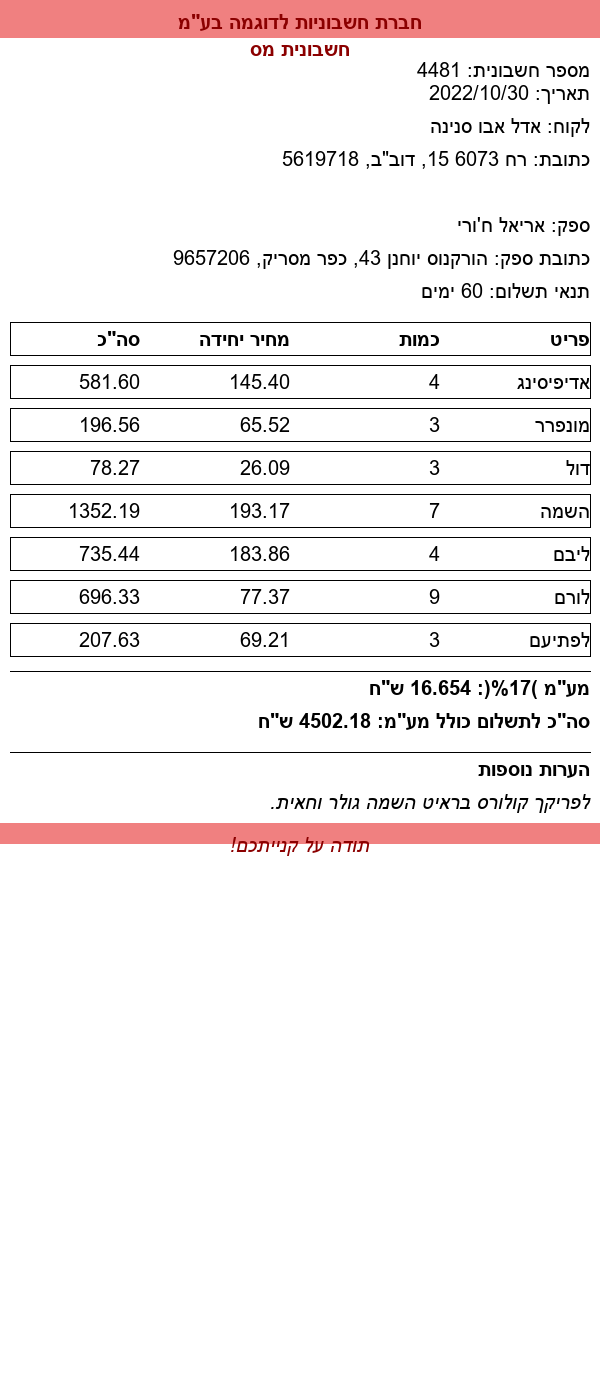 חברת חשבוניות לדוגמה בע"מ
חשבונית מס
מספר חשבונית: 4481
תאריך: 2022/10/30
לקוח: אדל אבו סנינה
כתובת: רח 6073 15, דוב"ב, 5619718
ספק: אריאל ח'ורי
כתובת ספק: הורקנוס יוחנן 43, כפר מסריק, 9657206
תנאי תשלום: 60 ימים
פריט כמות מחיר יחידה סה"כ
אדיפיסינג 4 145.40 581.60
מונפרר 3 65.52 196.56
דול 3 26.09 78.27
השמה 7 193.17 1352.19
ליבם 4 183.86 735.44
לורם 9 77.37 696.33
לפתיעם 3 69.21 207.63
מע"מ )17%(: 16.654 ש"ח
סה"כ לתשלום כולל מע"מ: 4502.18 ש"ח
הערות נוספות
לפריקך קולורס בראיט השמה גולר וחאית.
תודה על קנייתכם!